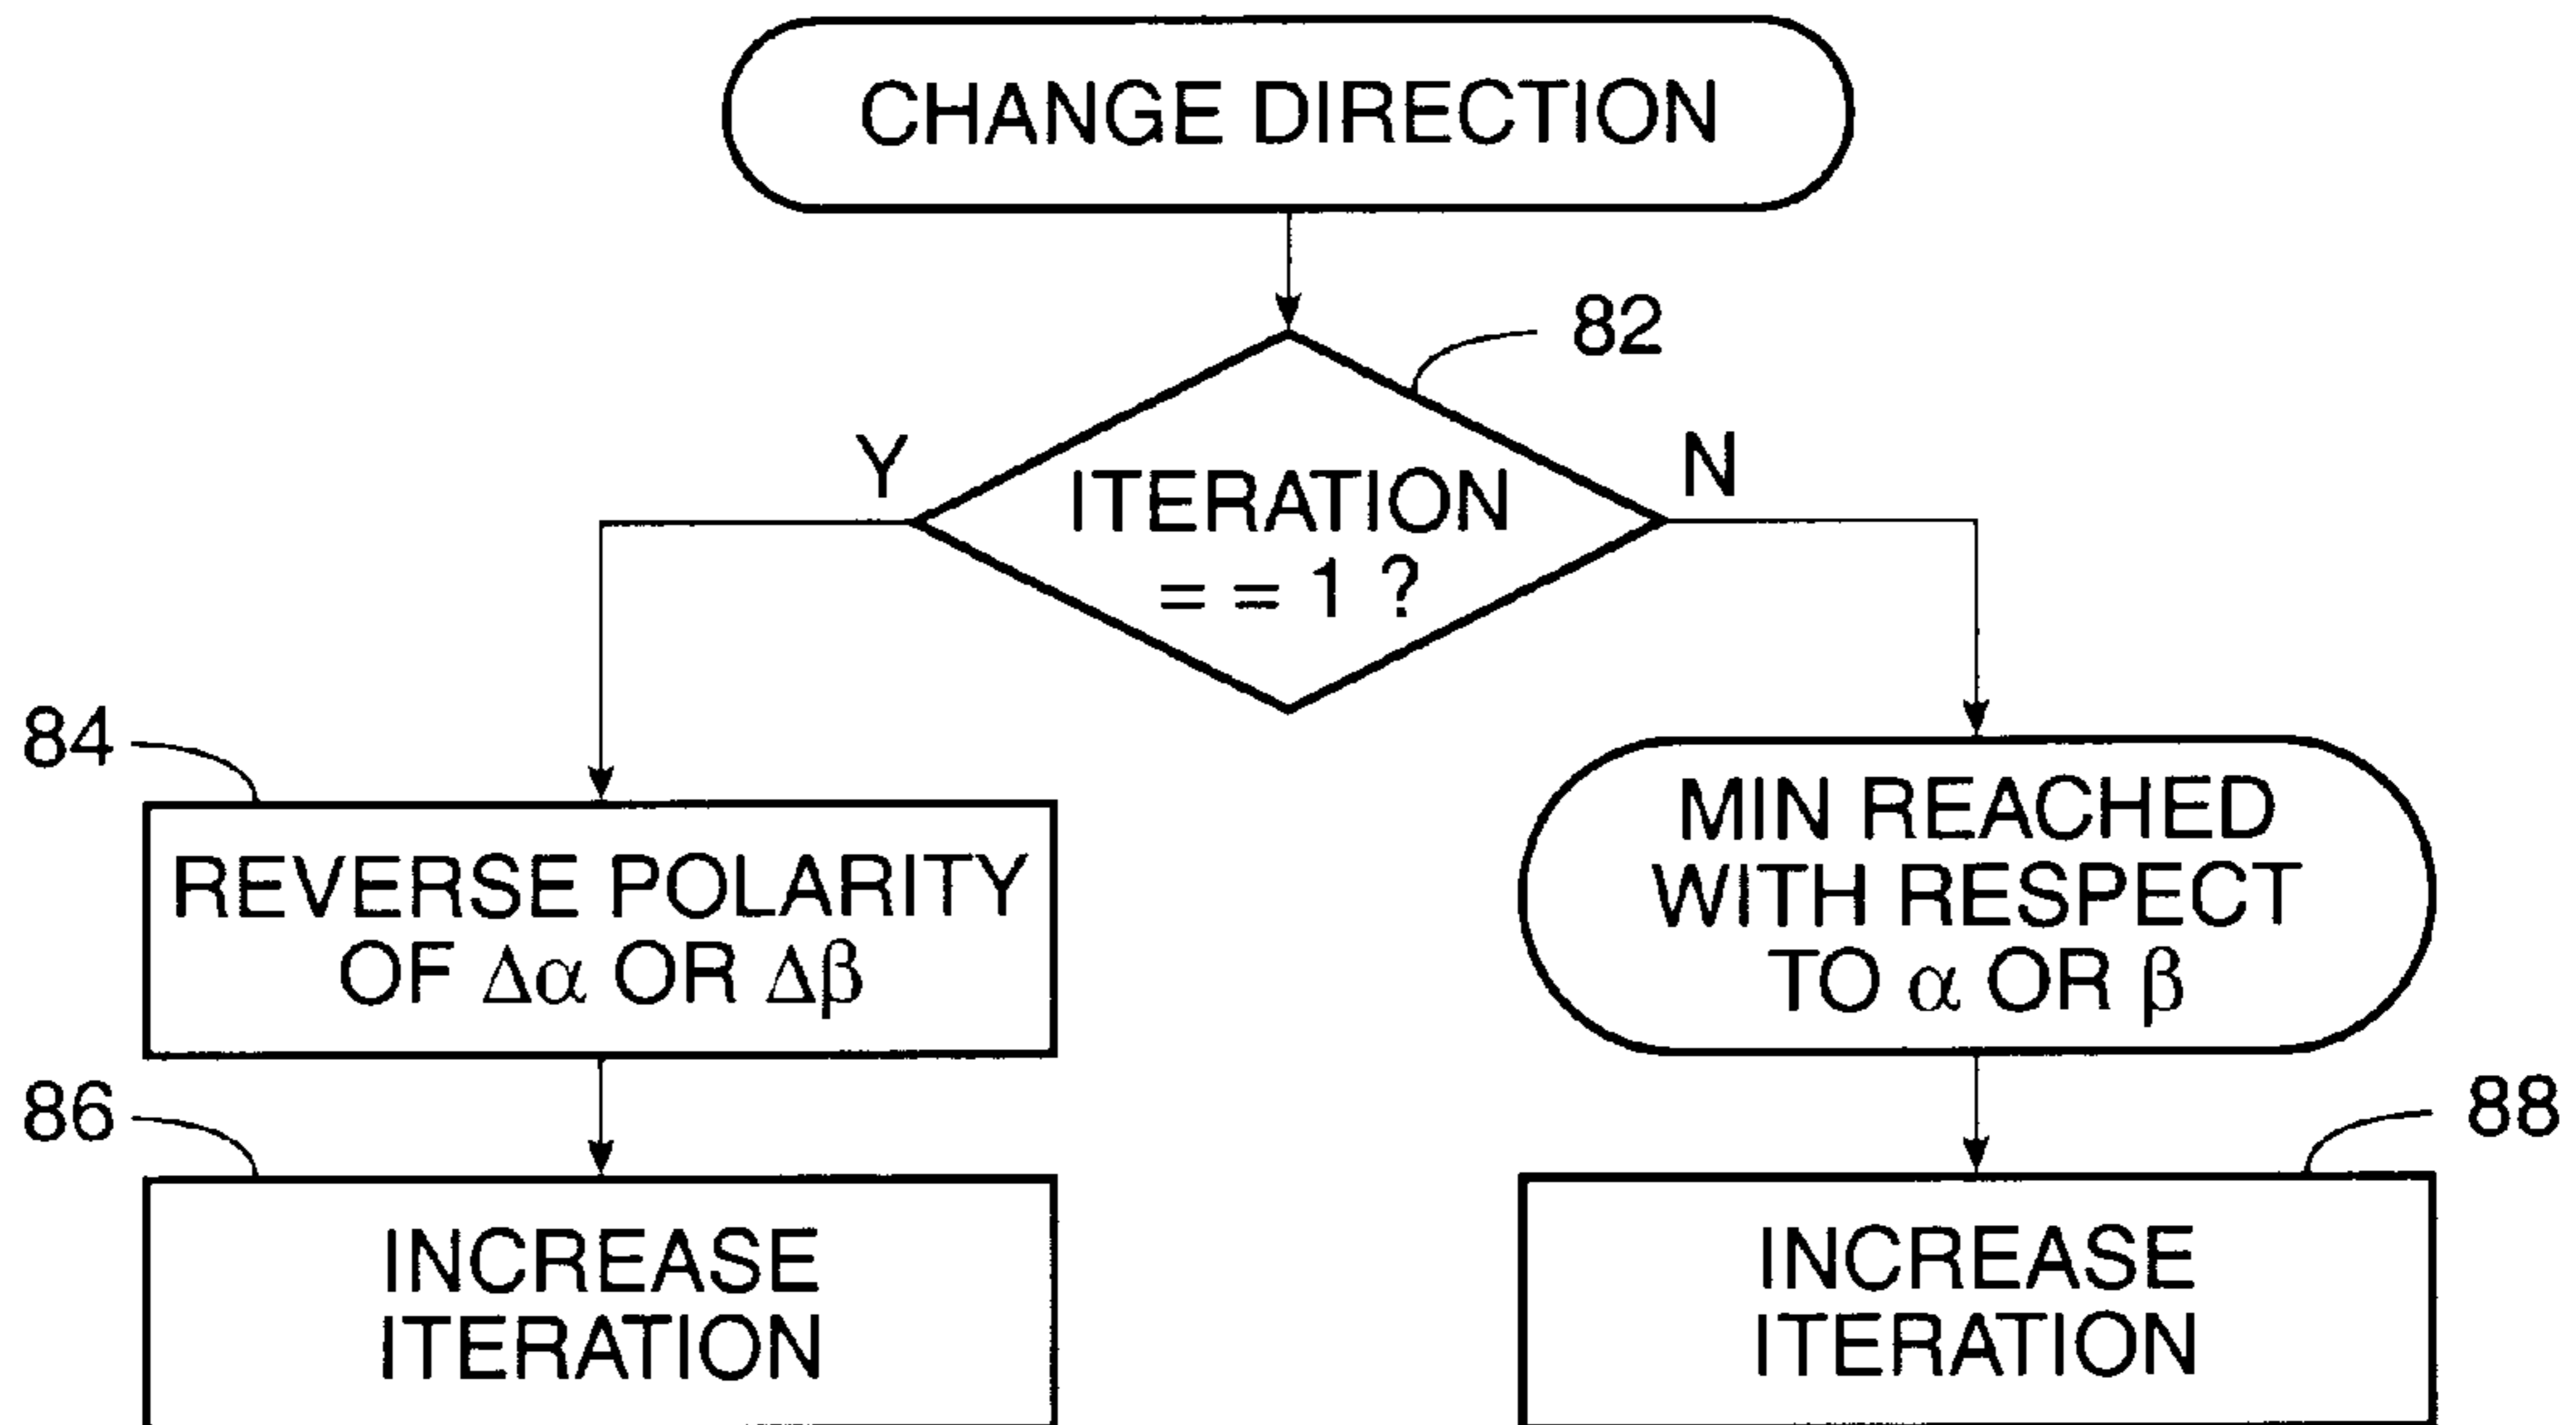 CHANGE DIRECTION
82
Y
N
ITERATION
= = 1 ?
84
REVERSE POLARITY
OF Δα OR Δβ
MIN REACHED
WITH RESPECT
TO α OR β
86
INCREASE
ITERATION
88
INCREASE
ITERATION